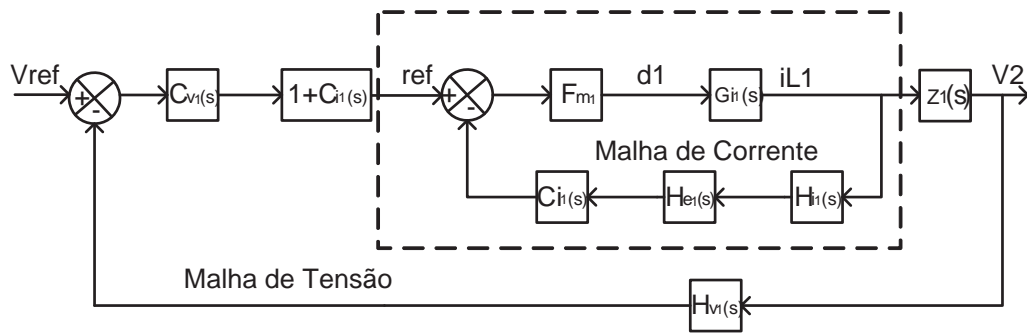 Vref
+
-
Cv1(s)
1+Ci1(s)
ref
+
-
Fm1
d1
Gi1(s)
iL1
Z1(s)
V2
Malha de Corrente
Ci1(s)
He1(s)
Hi1(s)
Malha de Tensão
Hv1(s)